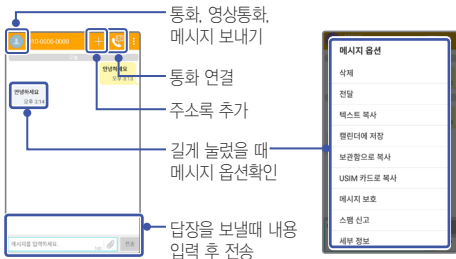 통화, 영상통화,
메시지 보내기
통화 연결
주소록 추가
안녕하세요
오후 3:13
안녕하세요
오후 3:14
길게 눌렀을 때
메시지 옵션확인
답장을 보낼때 내용
입력 후 전송
메시지를 입력하세요.
전송
메시지 옵션
삭제
전달
텍스트 복사
캘린더에 저장
보관함으로 복사
USIM 카드로 복사
메시지 보호
스팸 신고
세부 정보